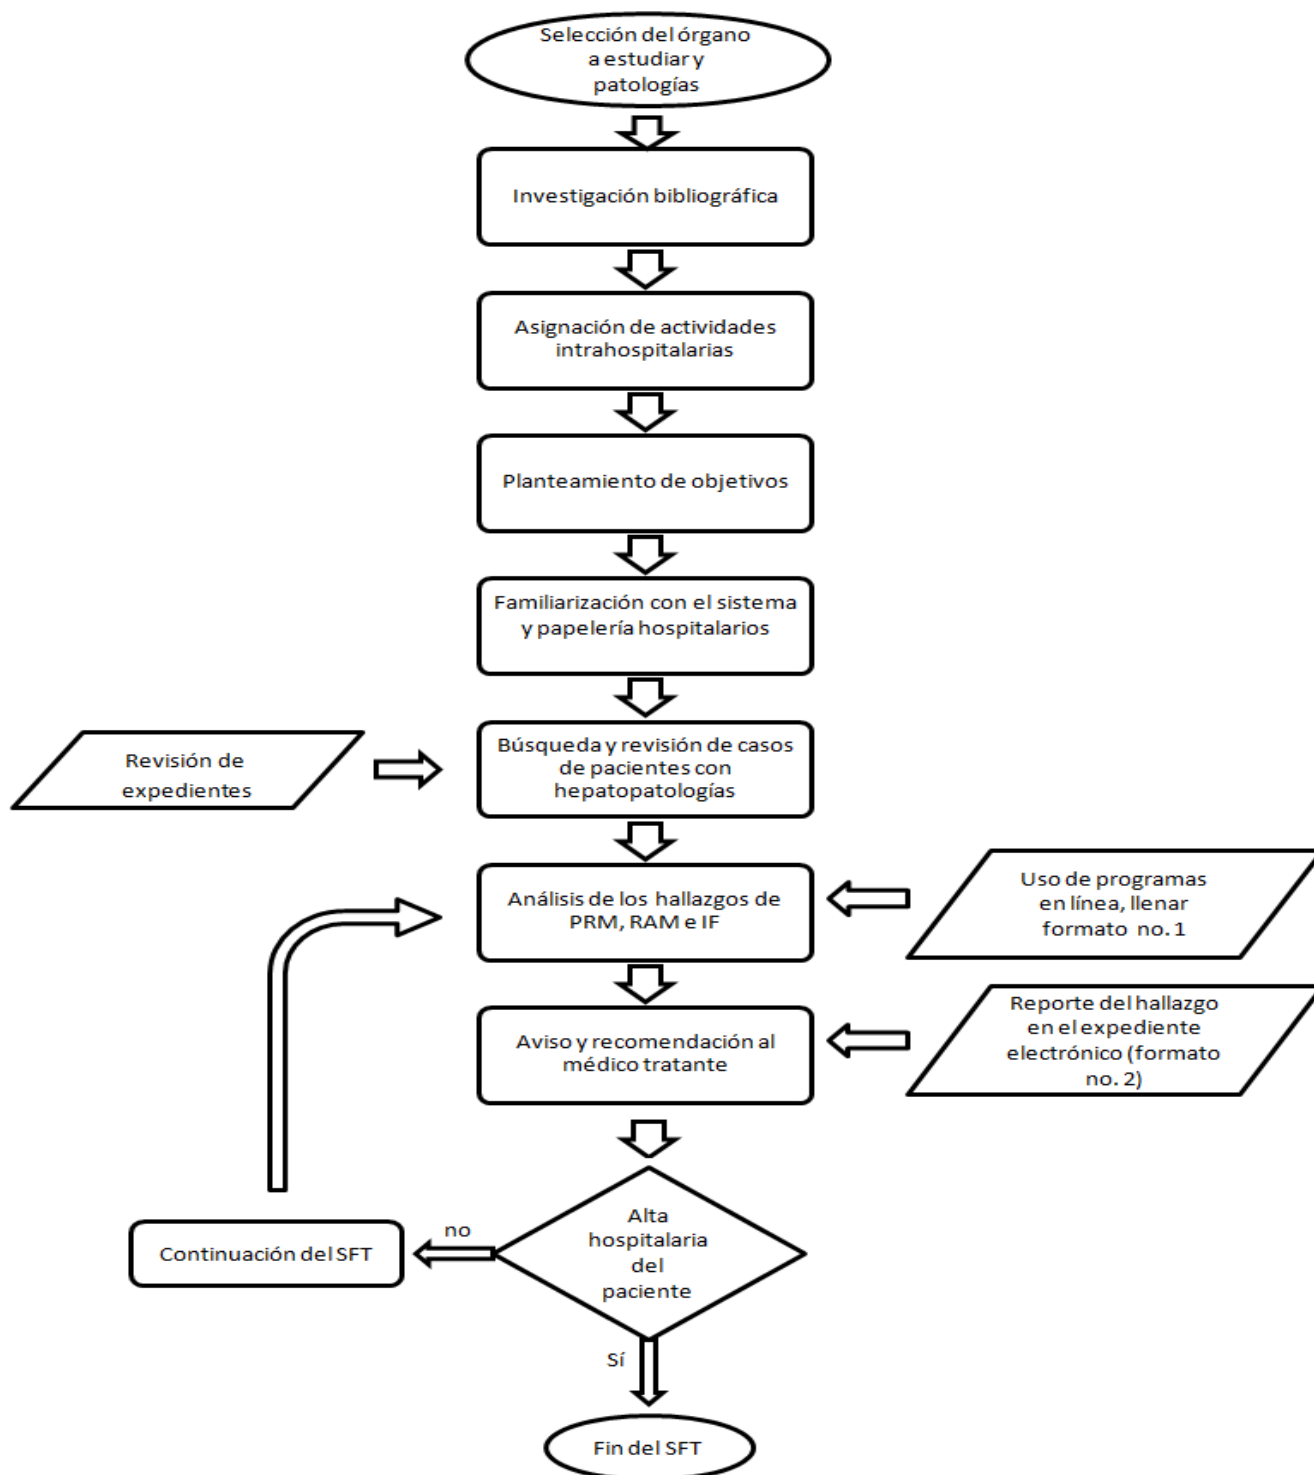 Selección del órgano
a estudiar y
patologías
Investigación bibliográfica
Asignación de actividades
intrahospitalarias
Planteamiento de objetivos
Familiarización con el sistema
y papelería hospitalarios
Revisión de
expedientes
Búsqueda y revisión de casos
de pacientes con
hepatopatologías
Análisis de los hallazgos de
PRM, RAM e IF
Uso de programas
en línea, llenar
formato no. 1
Aviso y recomendación al
médico tratante
Reporte del hallazgo
en el expediente
electrónico (formato
no. 2)
Alta
hospitalaria
del
paciente
no
Continuación del SFT
Sí
Fin del SFT